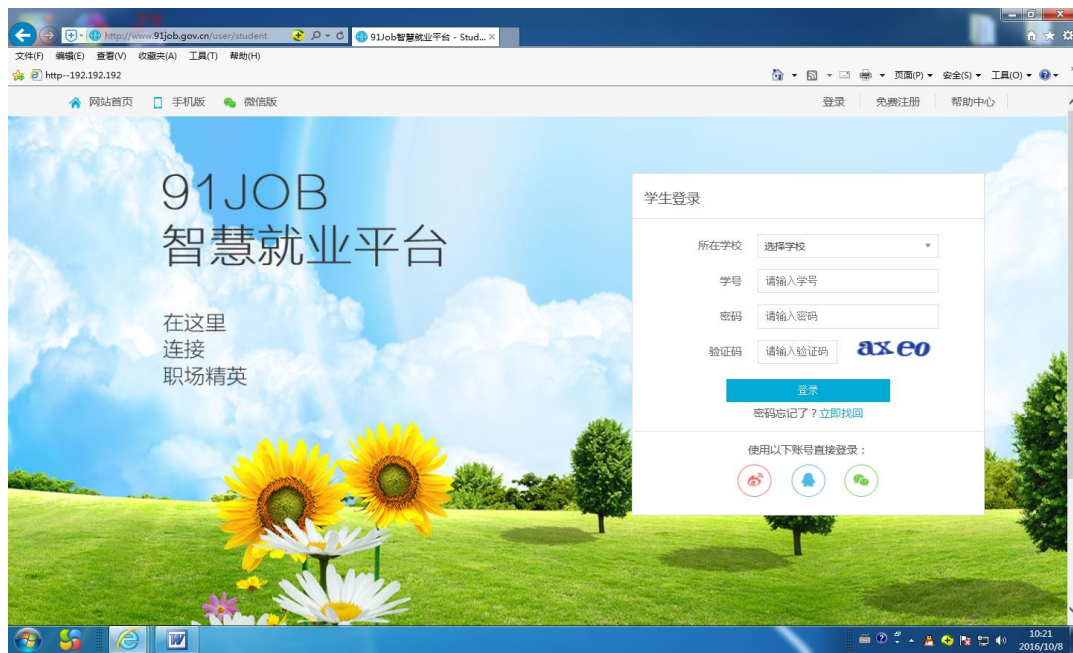 http://www.91job.gov.cn/user/student
91Job智慧就业平台 - Stud...
文件(F) 编辑(E) 查看(V) 收藏夹(A) 工具(T) 帮助(H)
http--192.192.192
页面(P) 安全(S) 工具(O)
网站首页 手机版 微信版
登录 免费注册 帮助中心
91JOB
智慧就业平台
在这里
连接
职场精英
学生登录
所在学校 选择学校
学号 请输入学号
密码 请输入密码
验证码 请输入验证码 axeo
登录
密码忘记了？立即找回
使用以下账号直接登录：
10:21
2016/10/8